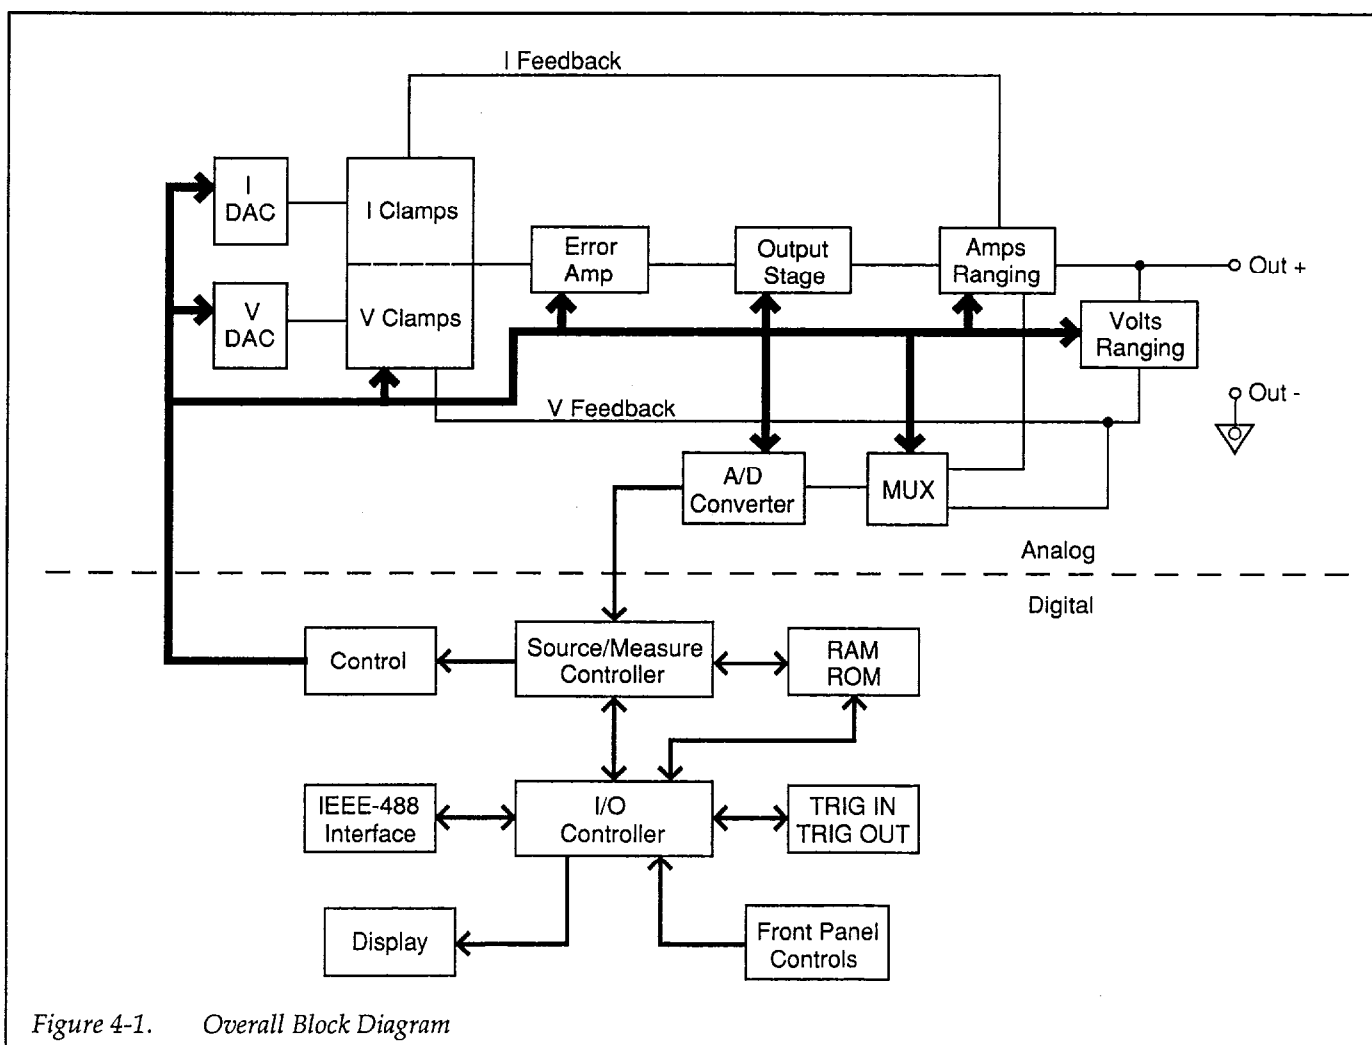 I Feedback
I
DAC
I Clamps
Error
Amp
Output
Stage
Amps
Ranging
Out +
V
DAC
V Clamps
Volts
Ranging
V Feedback
Out -
A/D
Converter
MUX
Analog
Digital
Control
Source/Measure
Controller
RAM
ROM
IEEE-488
Interface
I/O
Controller
TRIG IN
TRIG OUT
Display
Front Panel
Controls
Figure 4-1. Overall Block Diagram